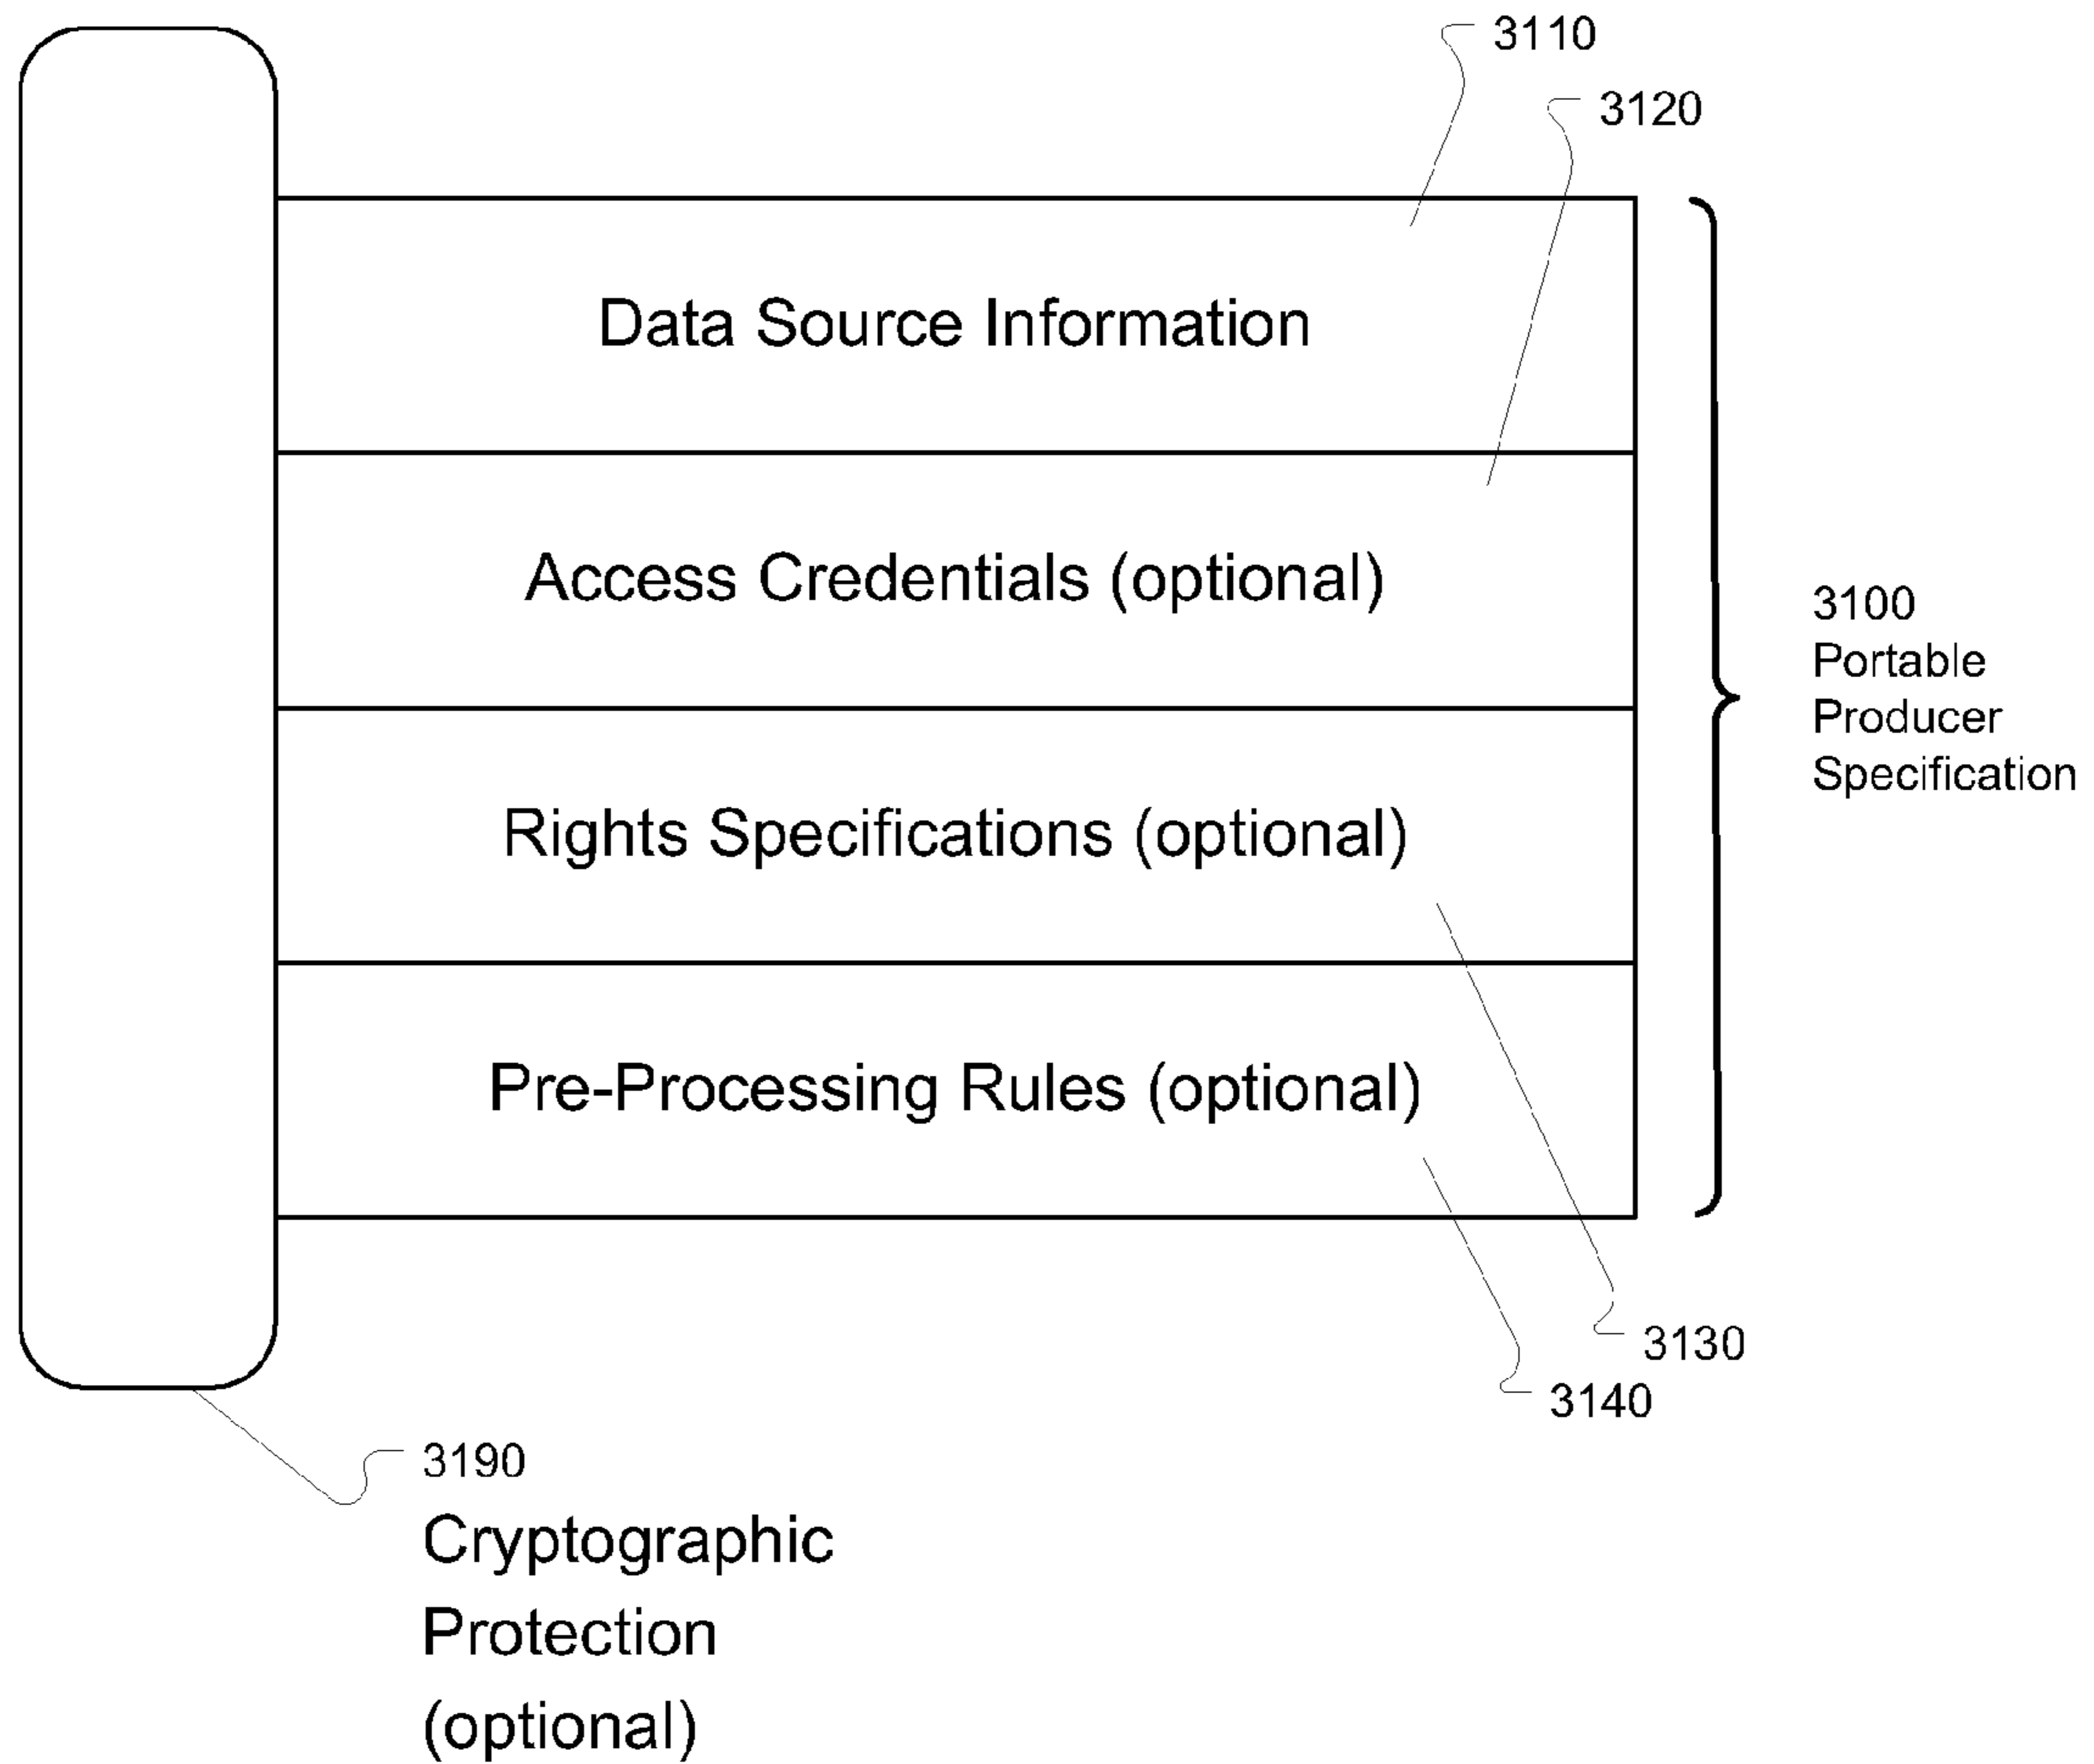 3110
3120
Data Source Information
Access Credentials (optional)
3100
Portable
Producer
Specification
Rights Specifications (optional)
Pre-Processing Rules (optional)
3130
3140
3190
Cryptographic
Protection
(optional)